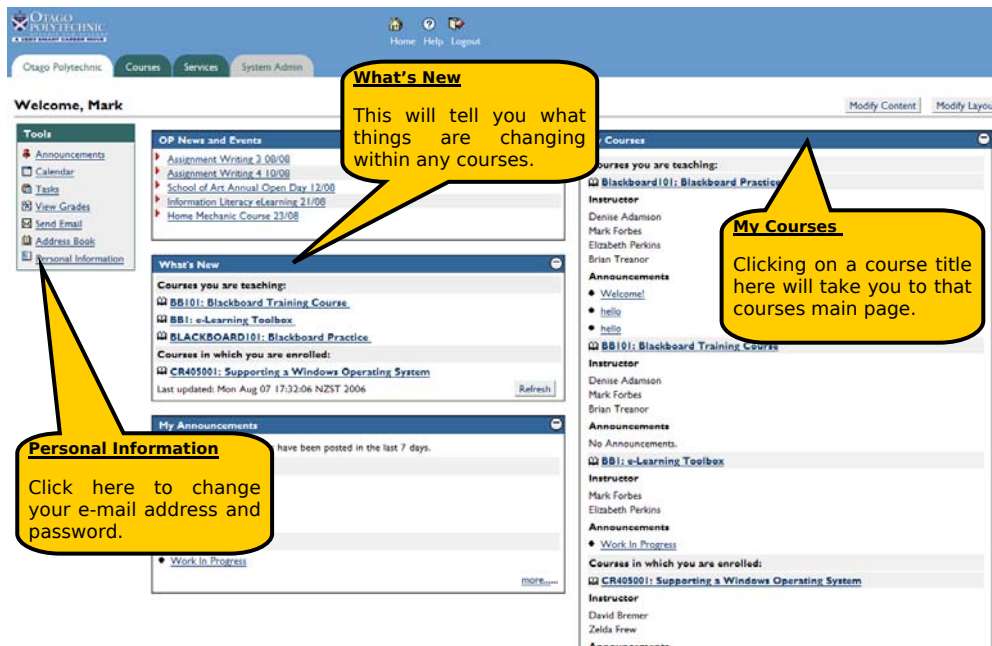 OTAGO
POLYTECHNIC
A VERY SMART CAREER MOVE
Home Help Logout
Otago Polytechnic Courses Services System Admin
Welcome, Mark
Modify Content Modify Layou
Tools
Announcements
Calendar
Tasks
View Grades
Send Email
Address Book
Personal Information
OP News and Events
Assignment Writing 3 08/08
Assignment Writing 4 10/08
School of Art Annual Open Day 12/08
Information Literacy eLearning 21/08
Home Mechanic Course 23/08
What's New
This will tell you what
things are changing
within any courses.
What's New
Courses you are teaching:
BB101: Blackboard Training Course
BB1: e-Learning Toolbox
BLACKBOARD101: Blackboard Practice
Courses in which you are enrolled:
CR405001: Supporting a Windows Operating System
Last updated: Mon Aug 07 17:32:06 NZST 2006
Refresh
My Announcements
have been posted in the last 7 days.
Work In Progress
more......
Personal Information
Click here to change
your e-mail address and
password.
Courses
ourses you are teaching:
Blackboard101: Blackboard Practice
Instructor
Denise Adamson
Mark Forbes
Elizabeth Perkins
Brian Treanor
Announcements
Welcome!
hello
hello
BB101: Blackboard Training Course
Instructor
Denise Adamson
Mark Forbes
Brian Treanor
Announcements
No Announcements.
BB1: e-Learning Toolbox
Instructor
Mark Forbes
Elizabeth Perkins
Announcements
Work In Progress
Courses in which you are enrolled:
CR405001: Supporting a Windows Operating System
Instructor
David Bremer
Zelda Frew
My Courses
Clicking on a course title
here will take you to that
courses main page.